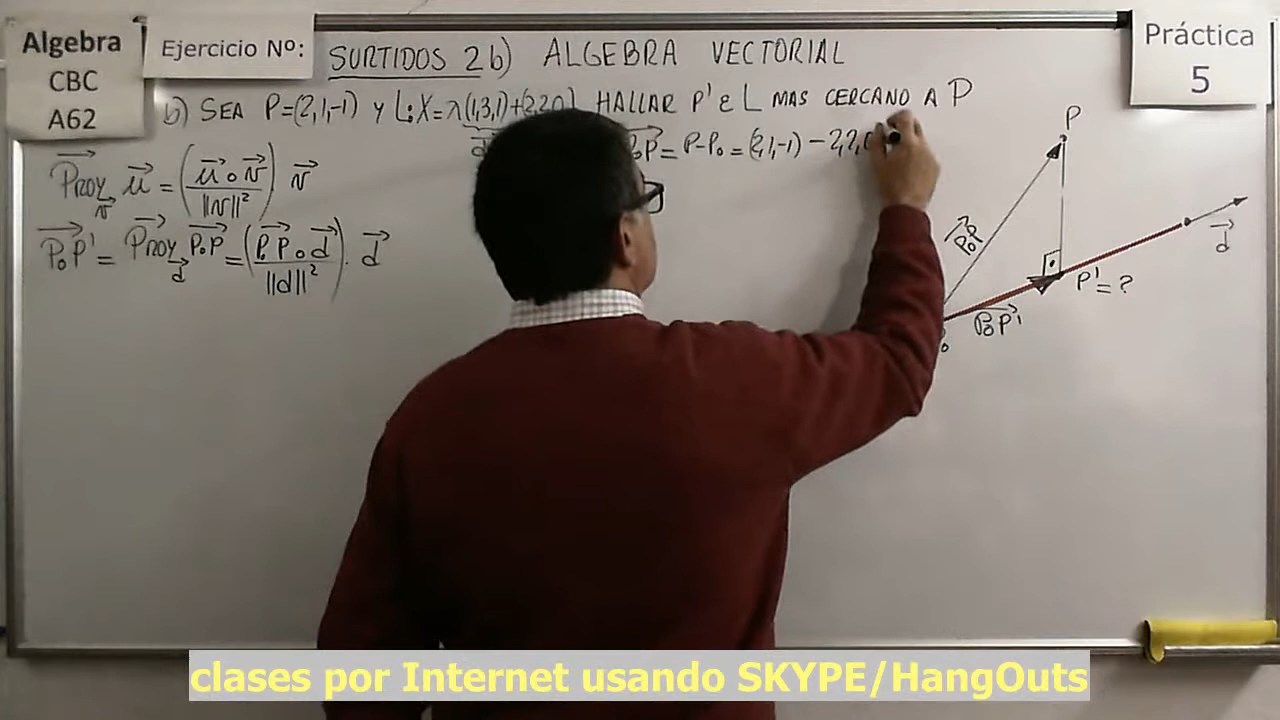 Algebra
CBC
A62
Ejercicio Nº:
SURTIDOS 2b) ALGEBRA VECTORIAL
Práctica
5
b) SEA P=(2,1,-1) Y L:X=λ(1,3,1)+(2,2,0) HALLAR P' ε L MAS CERCANO A P
P₀P = P-P₀ = (2,1,-1) - 2,2,0
Proy_v u = (u∘v / ||v||²) v
P₀P' = Proy_d P₀P = (P₀P∘d / ||d||²) . d
P
P₀P
d
P'=?
P₀P'
clases por Internet usando SKYPE/HangOuts